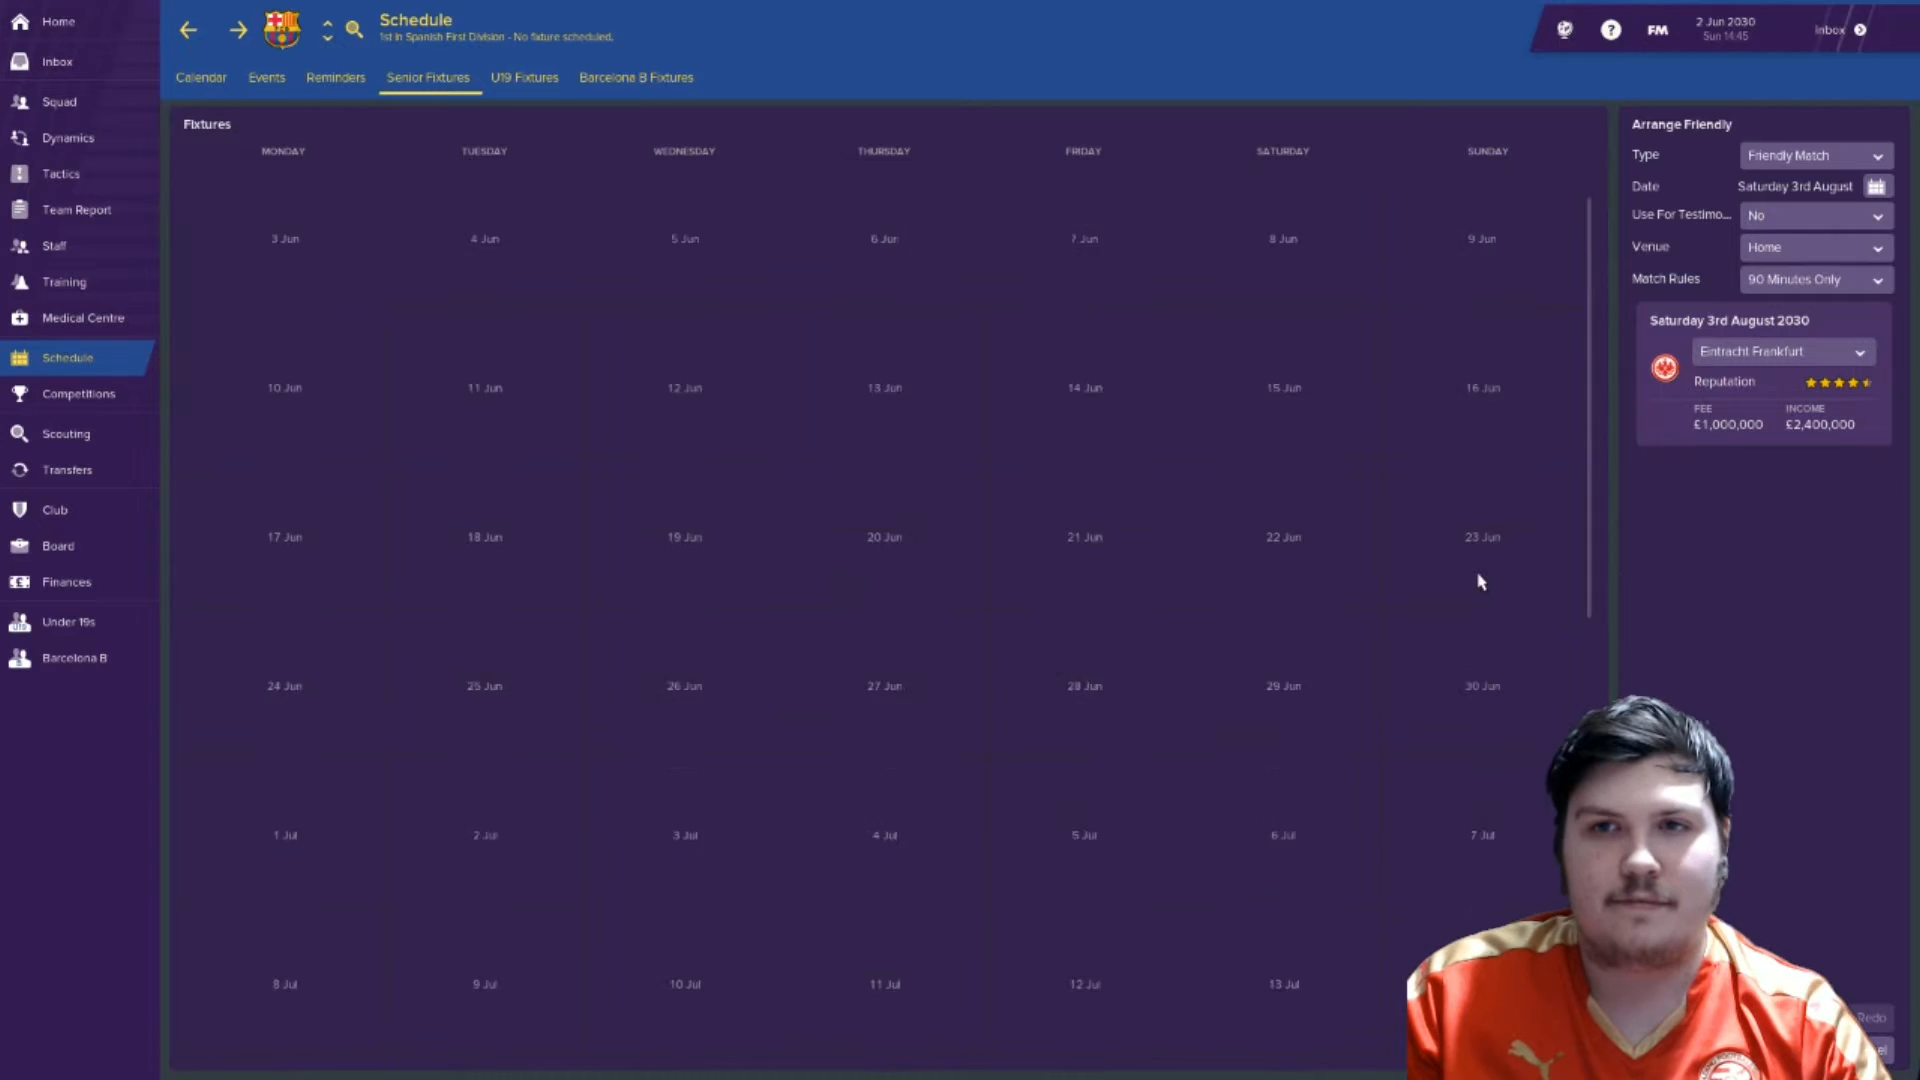 Home
Inbox
Squad
Dynamics
Tactics
Team Report
Staff
Training
Medical Centre
Schedule
Competitions
Scouting
Transfers
Club
Board
Finances
Under 19s
Barcelona B
Schedule
1st in Spanish First Division - No fixture scheduled.
FM
2 Jun 2030
Sun 14:45
Inbox
Calendar Events Reminders Senior Fixtures U19 Fixtures Barcelona B Fixtures
Fixtures
MONDAY TUESDAY WEDNESDAY THURSDAY FRIDAY SATURDAY SUNDAY
3 Jun 4 Jun 5 Jun 6 Jun 7 Jun 8 Jun 9 Jun
10 Jun 11 Jun 12 Jun 13 Jun 14 Jun 15 Jun 16 Jun
17 Jun 18 Jun 19 Jun 20 Jun 21 Jun 22 Jun 23 Jun
24 Jun 25 Jun 26 Jun 27 Jun 28 Jun 29 Jun 30 Jun
1 Jul 2 Jul 3 Jul 4 Jul 5 Jul 6 Jul 7 Jul
8 Jul 9 Jul 10 Jul 11 Jul 12 Jul 13 Jul
Arrange Friendly
Type Friendly Match
Date Saturday 3rd August
Use For Testimo... No
Venue Home
Match Rules 90 Minutes Only
Saturday 3rd August 2030
Eintracht Frankfurt
Reputation
FEE INCOME
£1,000,000 £2,400,000
Redo